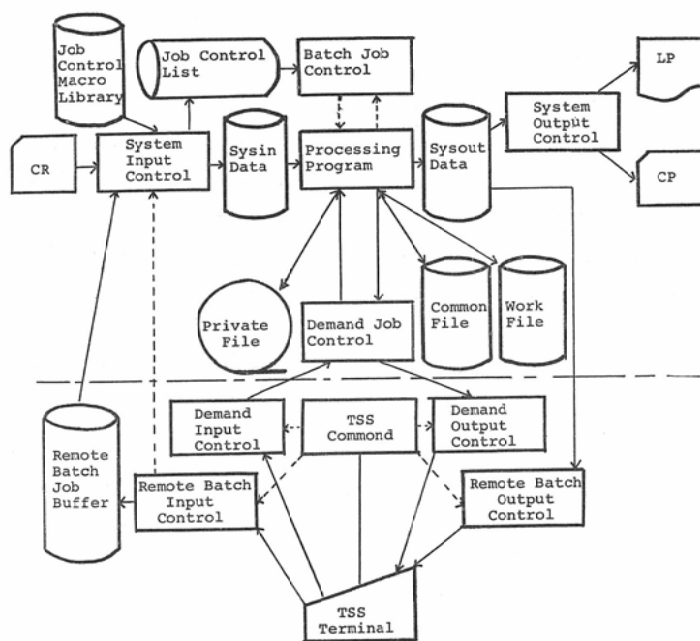 Job
Control
Macro
Library
Job Control
List
Batch Job
Control
LP
CR
System
Input
Control
Sysin
Data
Processing
Program
Sysout
Data
System
Output
Control
CP
Private
File
Demand Job
Control
Common
File
Work
File
Remote
Batch
Job
Buffer
Demand
Input
Control
TSS
Commond
Demand
Output
Control
Remote Batch
Input
Control
Remote Batch
Output
Control
TSS
Terminal